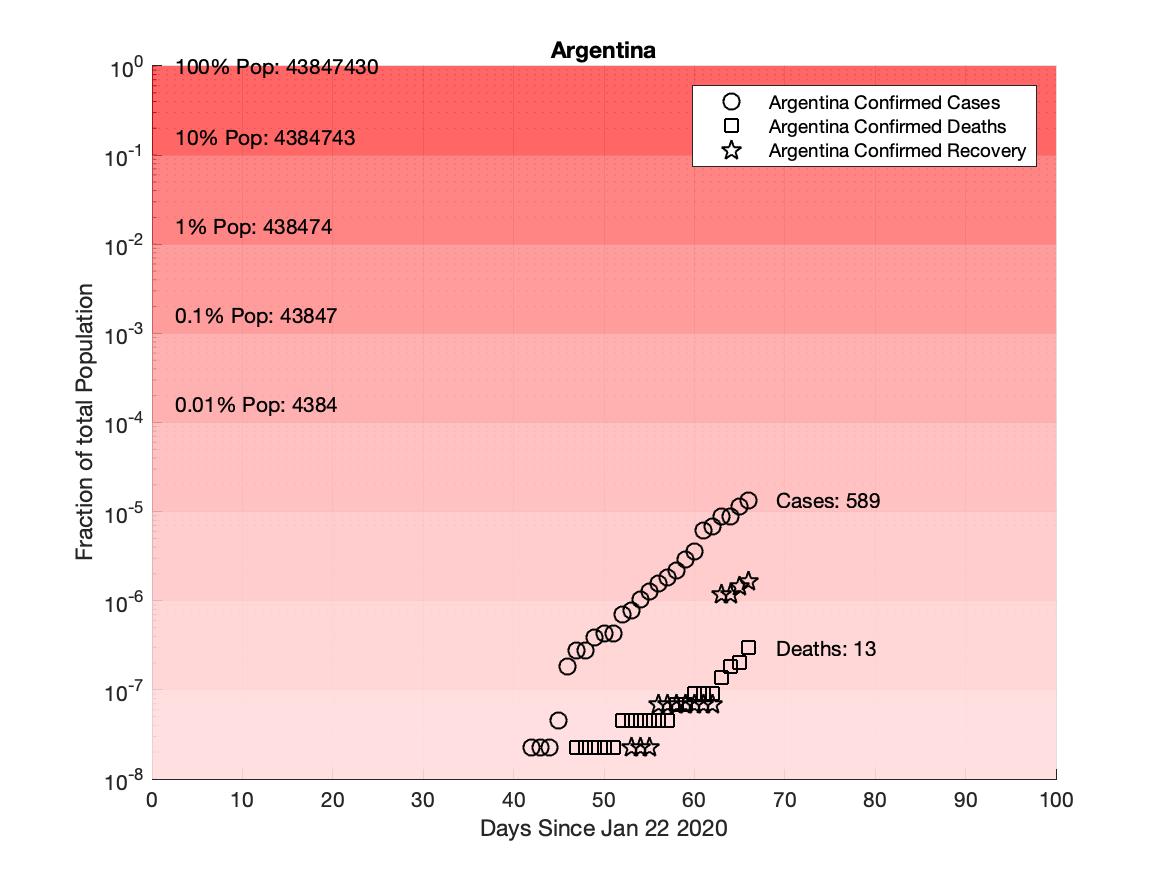 Argentina
10^0
10^-1
10^-2
10^-3
10^-4
10^-5
10^-6
10^-7
10^-8
Fraction of total Population
100% Pop: 43847430
10% Pop: 4384743
1% Pop: 438474
0.1% Pop: 43847
0.01% Pop: 4384
Argentina Confirmed Cases
Argentina Confirmed Deaths
Argentina Confirmed Recovery
Cases: 589
Deaths: 13
0 10 20 30 40 50 60 70 80 90 100
Days Since Jan 22 2020